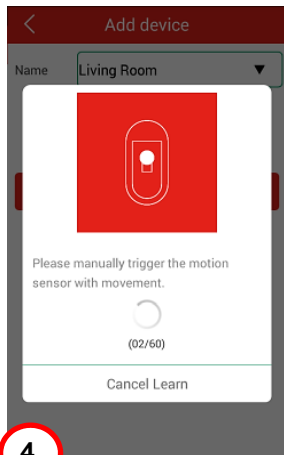 Add device
Name Living Room
Please manually trigger the motion
sensor with movement.
(02/60)
Cancel Learn
4